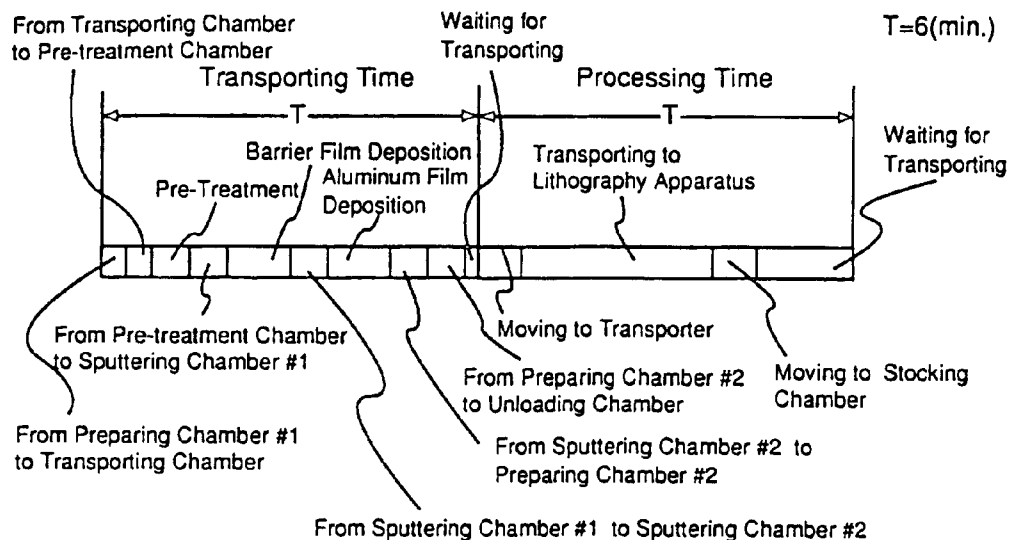 From Transporting Chamber
to Pre-treatment Chamber
Waiting for
Transporting
T=6(min.)
Transporting Time
Processing Time
T
T
Waiting for
Transporting
Barrier Film Deposition
Aluminum Film
Deposition
Pre-Treatment
Transporting to
Lithography Apparatus
From Pre-treatment Chamber
to Sputtering Chamber #1
Moving to Transporter
From Preparing Chamber #2
to Unloading Chamber
Moving to Stocking
Chamber
From Preparing Chamber #1
to Transporting Chamber
From Sputtering Chamber #2 to
Preparing Chamber #2
From Sputtering Chamber #1 to Sputtering Chamber #2